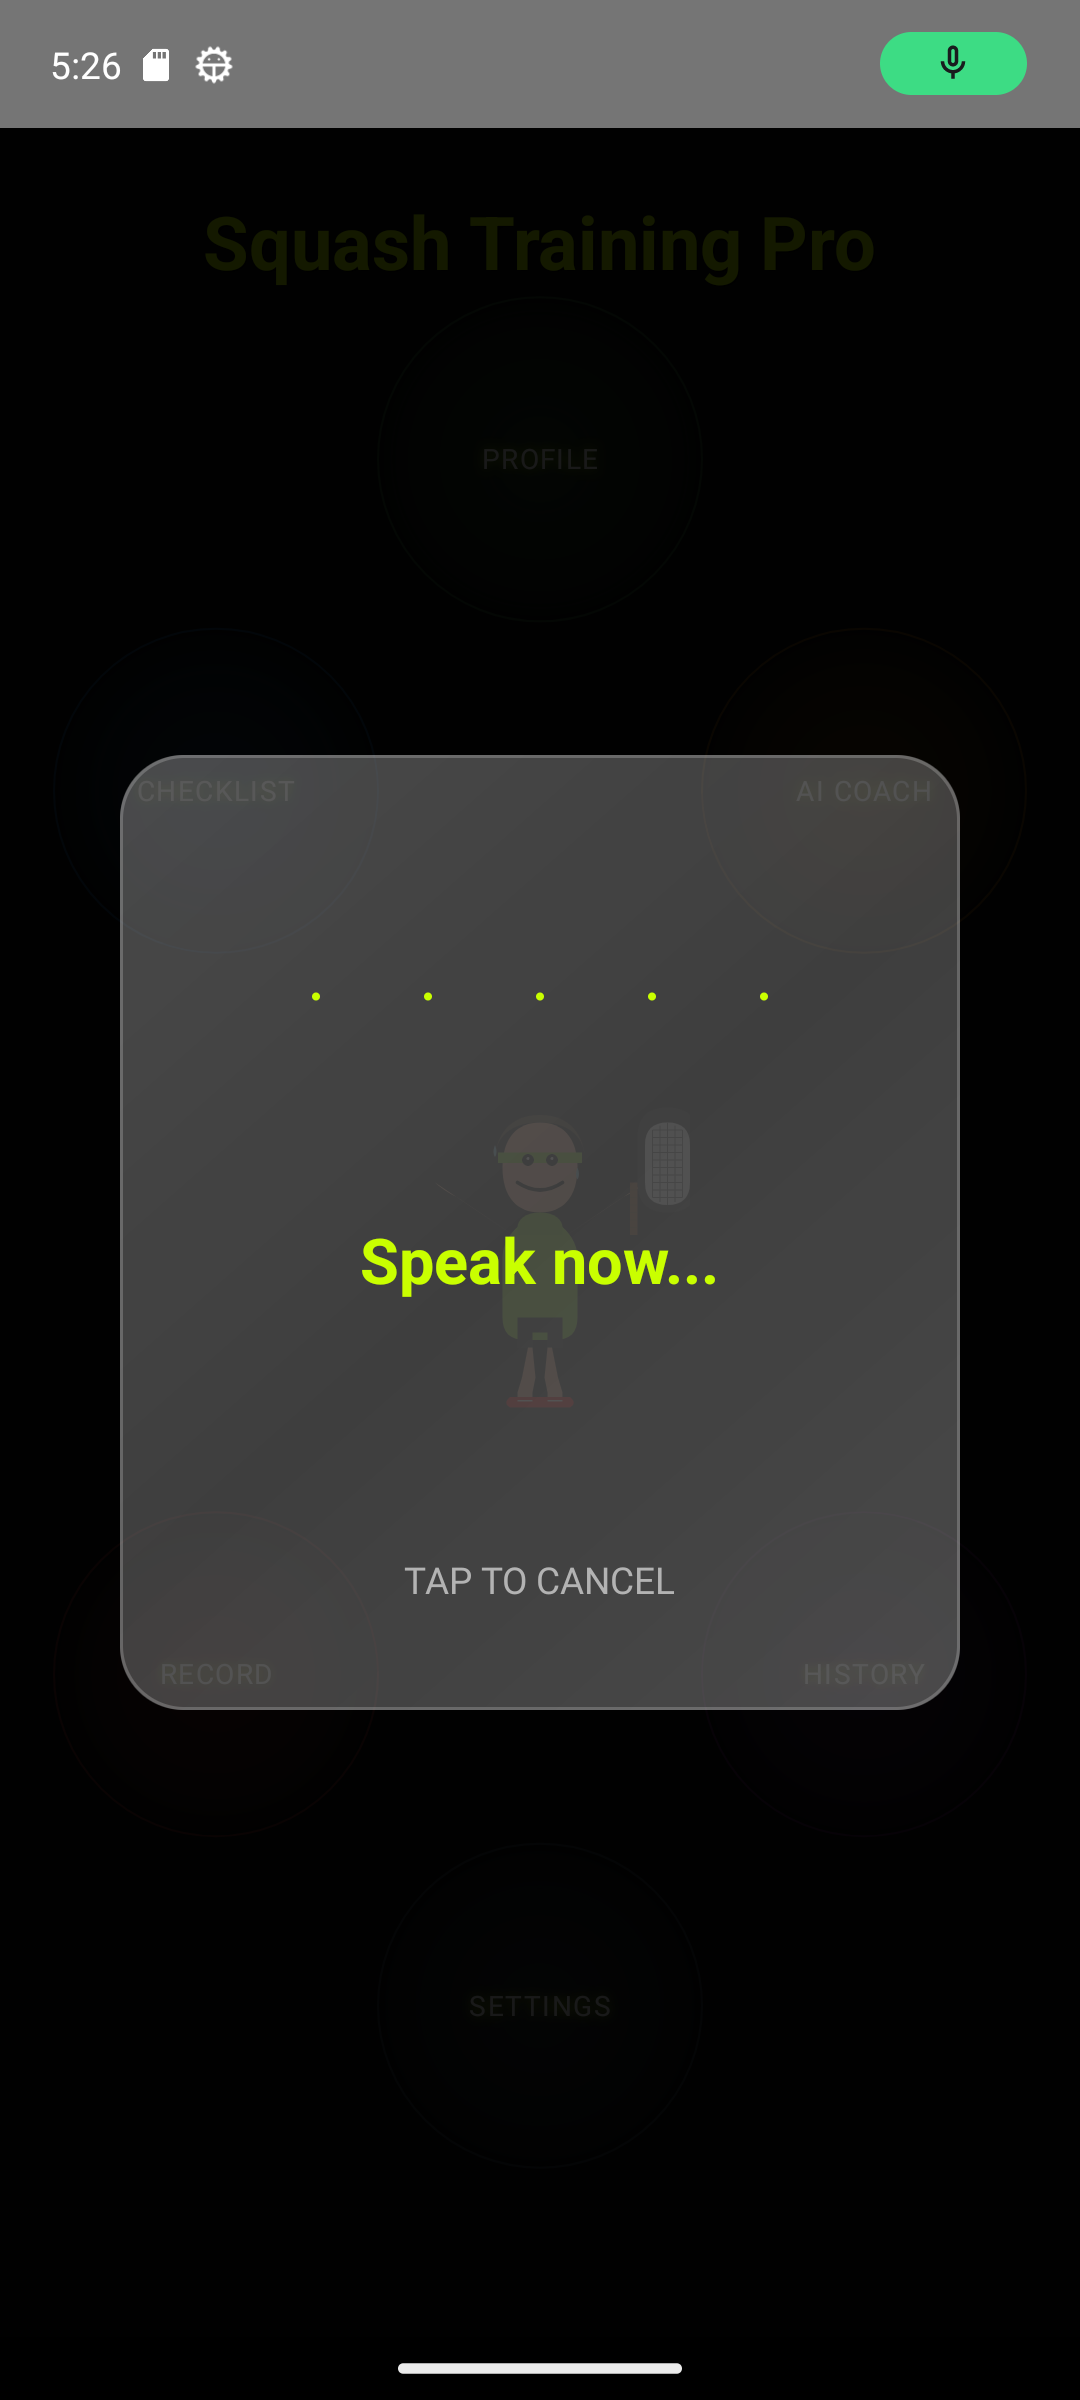 5:26
Squash Training Pro
PROFILE
CHECKLIST
AI COACH
Speak now...
TAP TO CANCEL
RECORD
HISTORY
SETTINGS